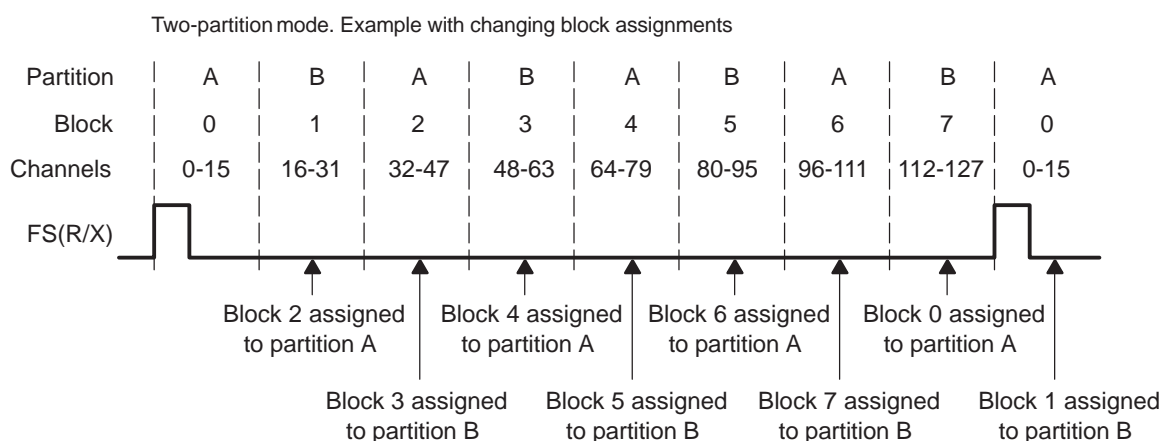 Two-partition mode. Example with changing block assignments
Partition A B A B A B A B A
Block 0 1 2 3 4 5 6 7 0
Channels 0-15 16-31 32-47 48-63 64-79 80-95 96-111 112-127 0-15
FS(R/X)
Block 2 assigned to partition A
Block 4 assigned to partition A
Block 6 assigned to partition A
Block 0 assigned to partition A
Block 3 assigned to partition B
Block 5 assigned to partition B
Block 7 assigned to partition B
Block 1 assigned to partition B